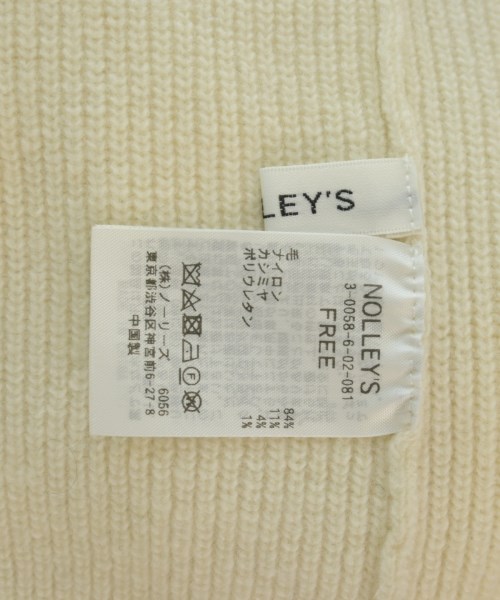 LLEY'S
NOLLEY'S
3-0058-6-02-081
FREE
毛 84%
ナイロン 11%
カシミヤ 4%
ポリウレタン 1%
(株)ノーリーズ 6056
東京都渋谷区神宮前6-27-8
中国製